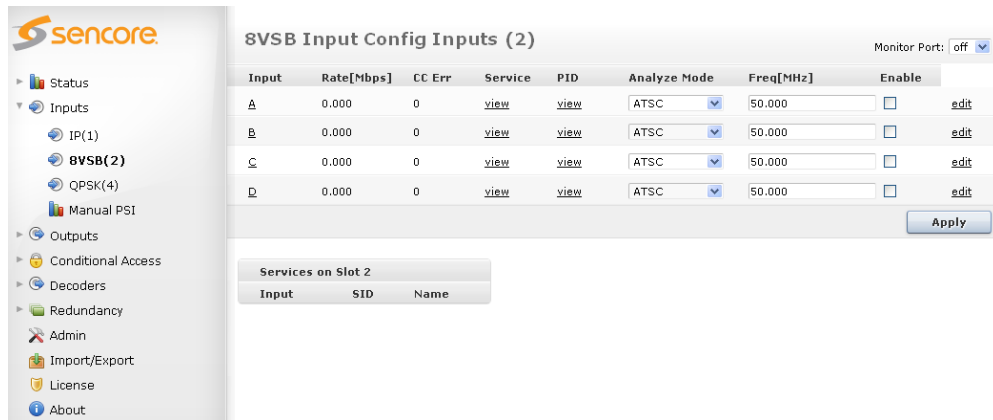 sencore
Status
Inputs
IP(1)
8VSB(2)
QPSK(4)
Manual PSI
Outputs
Conditional Access
Decoders
Redundancy
Admin
Import/Export
License
About
8VSB Input Config Inputs (2)
Monitor Port: off
Input Rate[Mbps] CC Err Service PID Analyze Mode Freq[MHz] Enable
A 0.000 0 view view ATSC 50.000 edit
B 0.000 0 view view ATSC 50.000 edit
C 0.000 0 view view ATSC 50.000 edit
D 0.000 0 view view ATSC 50.000 edit
Apply
Services on Slot 2
Input SID Name